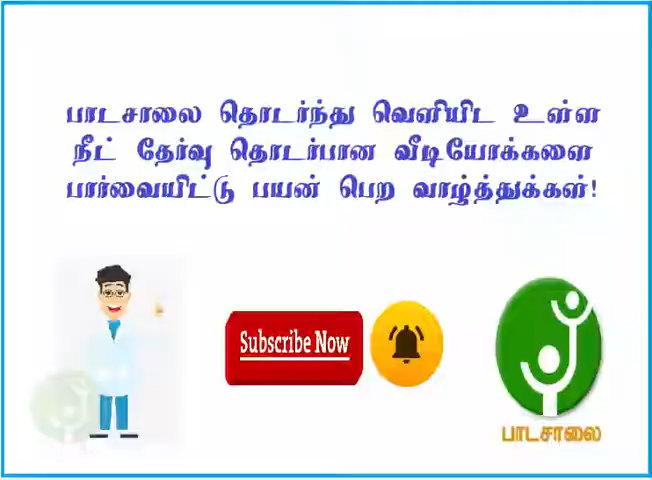 பாடசாலை தொடர்ந்து வெளியிட உள்ள
நீட் தேர்வு தொடர்பான வீடியோக்களை
பார்வையிட்டு பயன் பெற வாழ்த்துக்கள்!
Subscribe Now
பாடசாலை